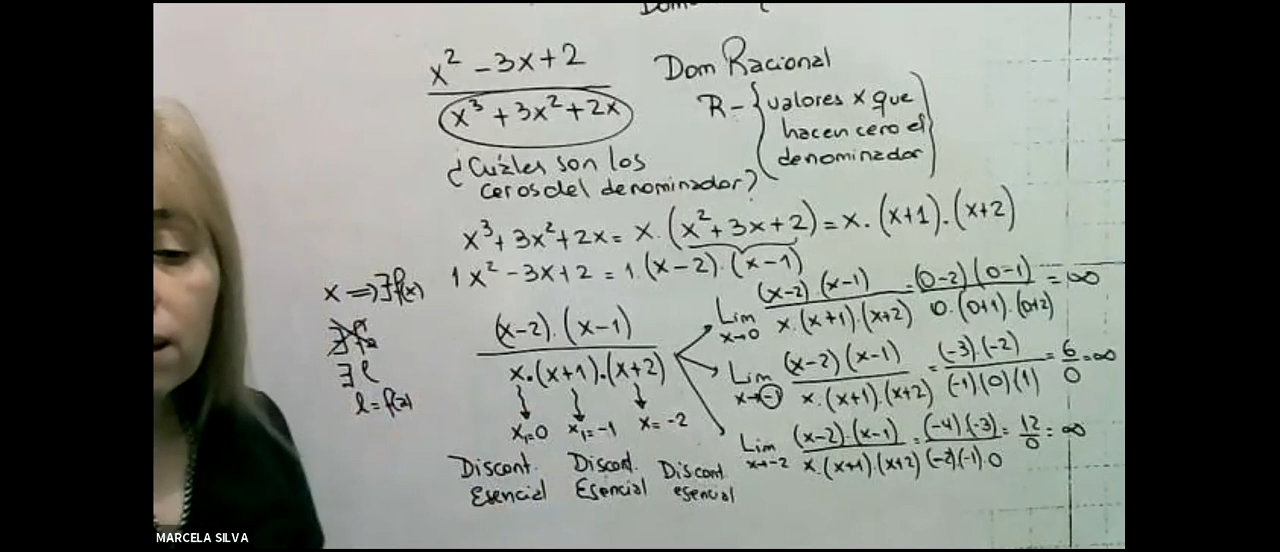 x² - 3x + 2
x³ + 3x² + 2x
Dom Racional
R - {valores x que
hacen cero el
denominador}
¿Cuáles son los
ceros del denominador?
x³ + 3x² + 2x = x. (x² + 3x + 2) = x. (x+1). (x+2)
1x² - 3x + 2 = 1. (x-2). (x-1)
x ⟹ ∃f(x)
∃ l
l = f(a)
(x-2). (x-1)
x. (x+1). (x+2)
x₁=0 x₁=-1 x=-2
Discont. Discont. Discont.
Esencial Esencial esencial
Lim x→0 (x-2) (x-1) / x. (x+1). (x+2) = (0-2) (0-1) / 0. (0+1). (0+2) = ∞
Lim x→-1 (x-2) (x-1) / x. (x+1). (x+2) = (-3). (-2) / (-1) (0) (1) = 6/0 = ∞
Lim x→-2 (x-2). (x-1) / x. (x+1) (x+2) = (-4) (-3) / (-2) (-1). 0 = 12/0 = ∞
MARCELA SILVA